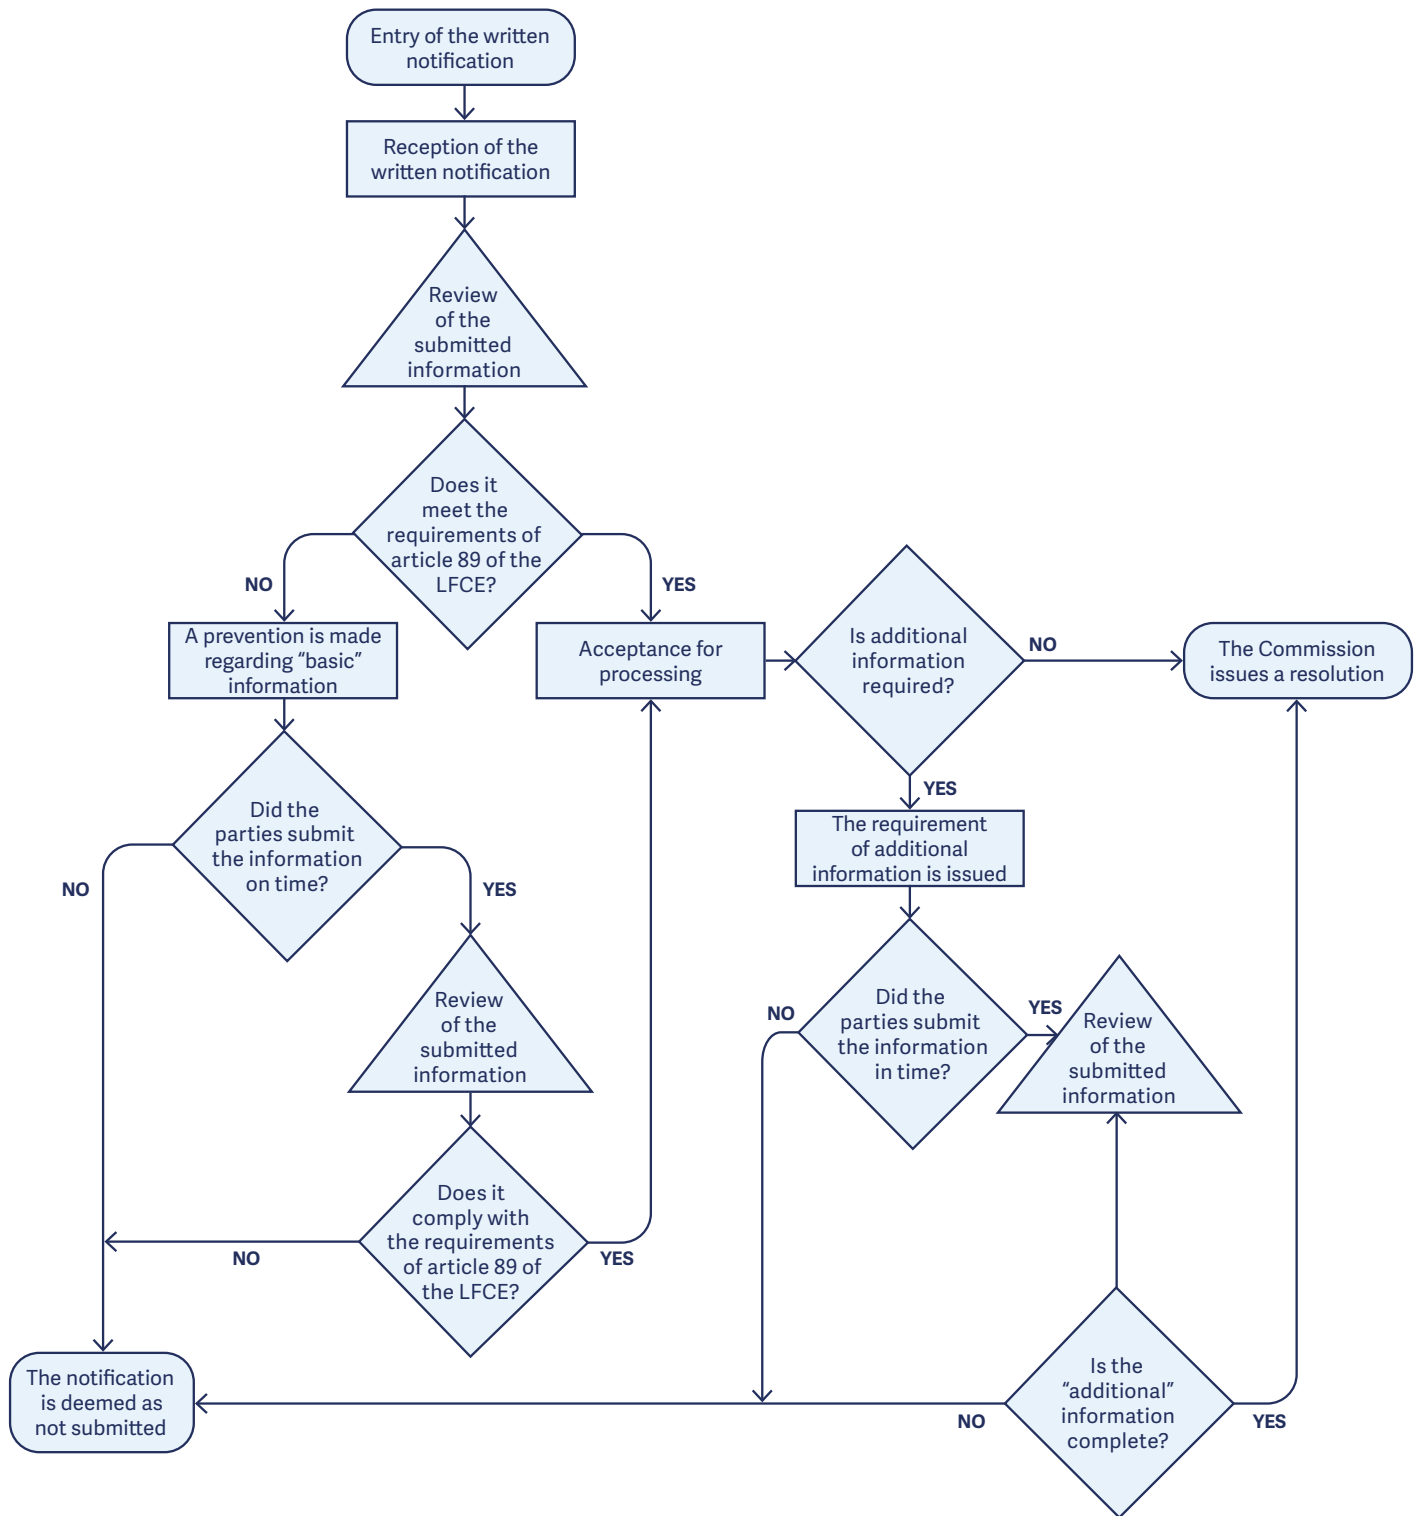 Entry of the written
notification
Reception of the
written notification
Review
of the
submitted
information
Does it
meet the
requirements of
article 89 of the
LFCE?
NO
YES
A prevention is made
regarding “basic”
information
Acceptance for
processing
Is additional
information
required?
NO
The Commission
issues a resolution
YES
Did the
parties submit
the information
on time?
NO
YES
The requirement
of additional
information is issued
Review
of the
submitted
information
Did the
parties submit
the information
in time?
NO
YES
Review
of the
submitted
information
Does it
comply with
the requirements
of article 89 of
the LFCE?
NO
YES
The notification
is deemed as
not submitted
Is the
“additional”
information
complete?
NO
YES